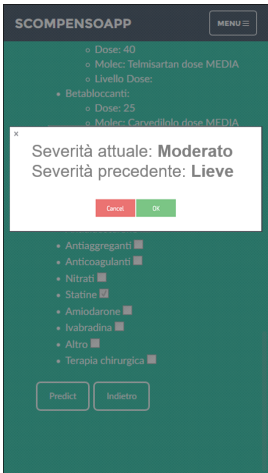 SCOMPENSOAPP
MENU
Dose: 40
Molec: Telmisartan dose MEDIA
Livello Dose:
Betabloccanti:
Dose: 25
Molec: Carvedilolo dose MEDIA
x
Severità attuale: Moderato
Severità precedente: Lieve
Cancel OK
Antiaggreganti
Anticoagulanti
Nitrati
Statine
Amiodarone
Ivabradina
Altro
Terapia chirurgica
Predict Indietro